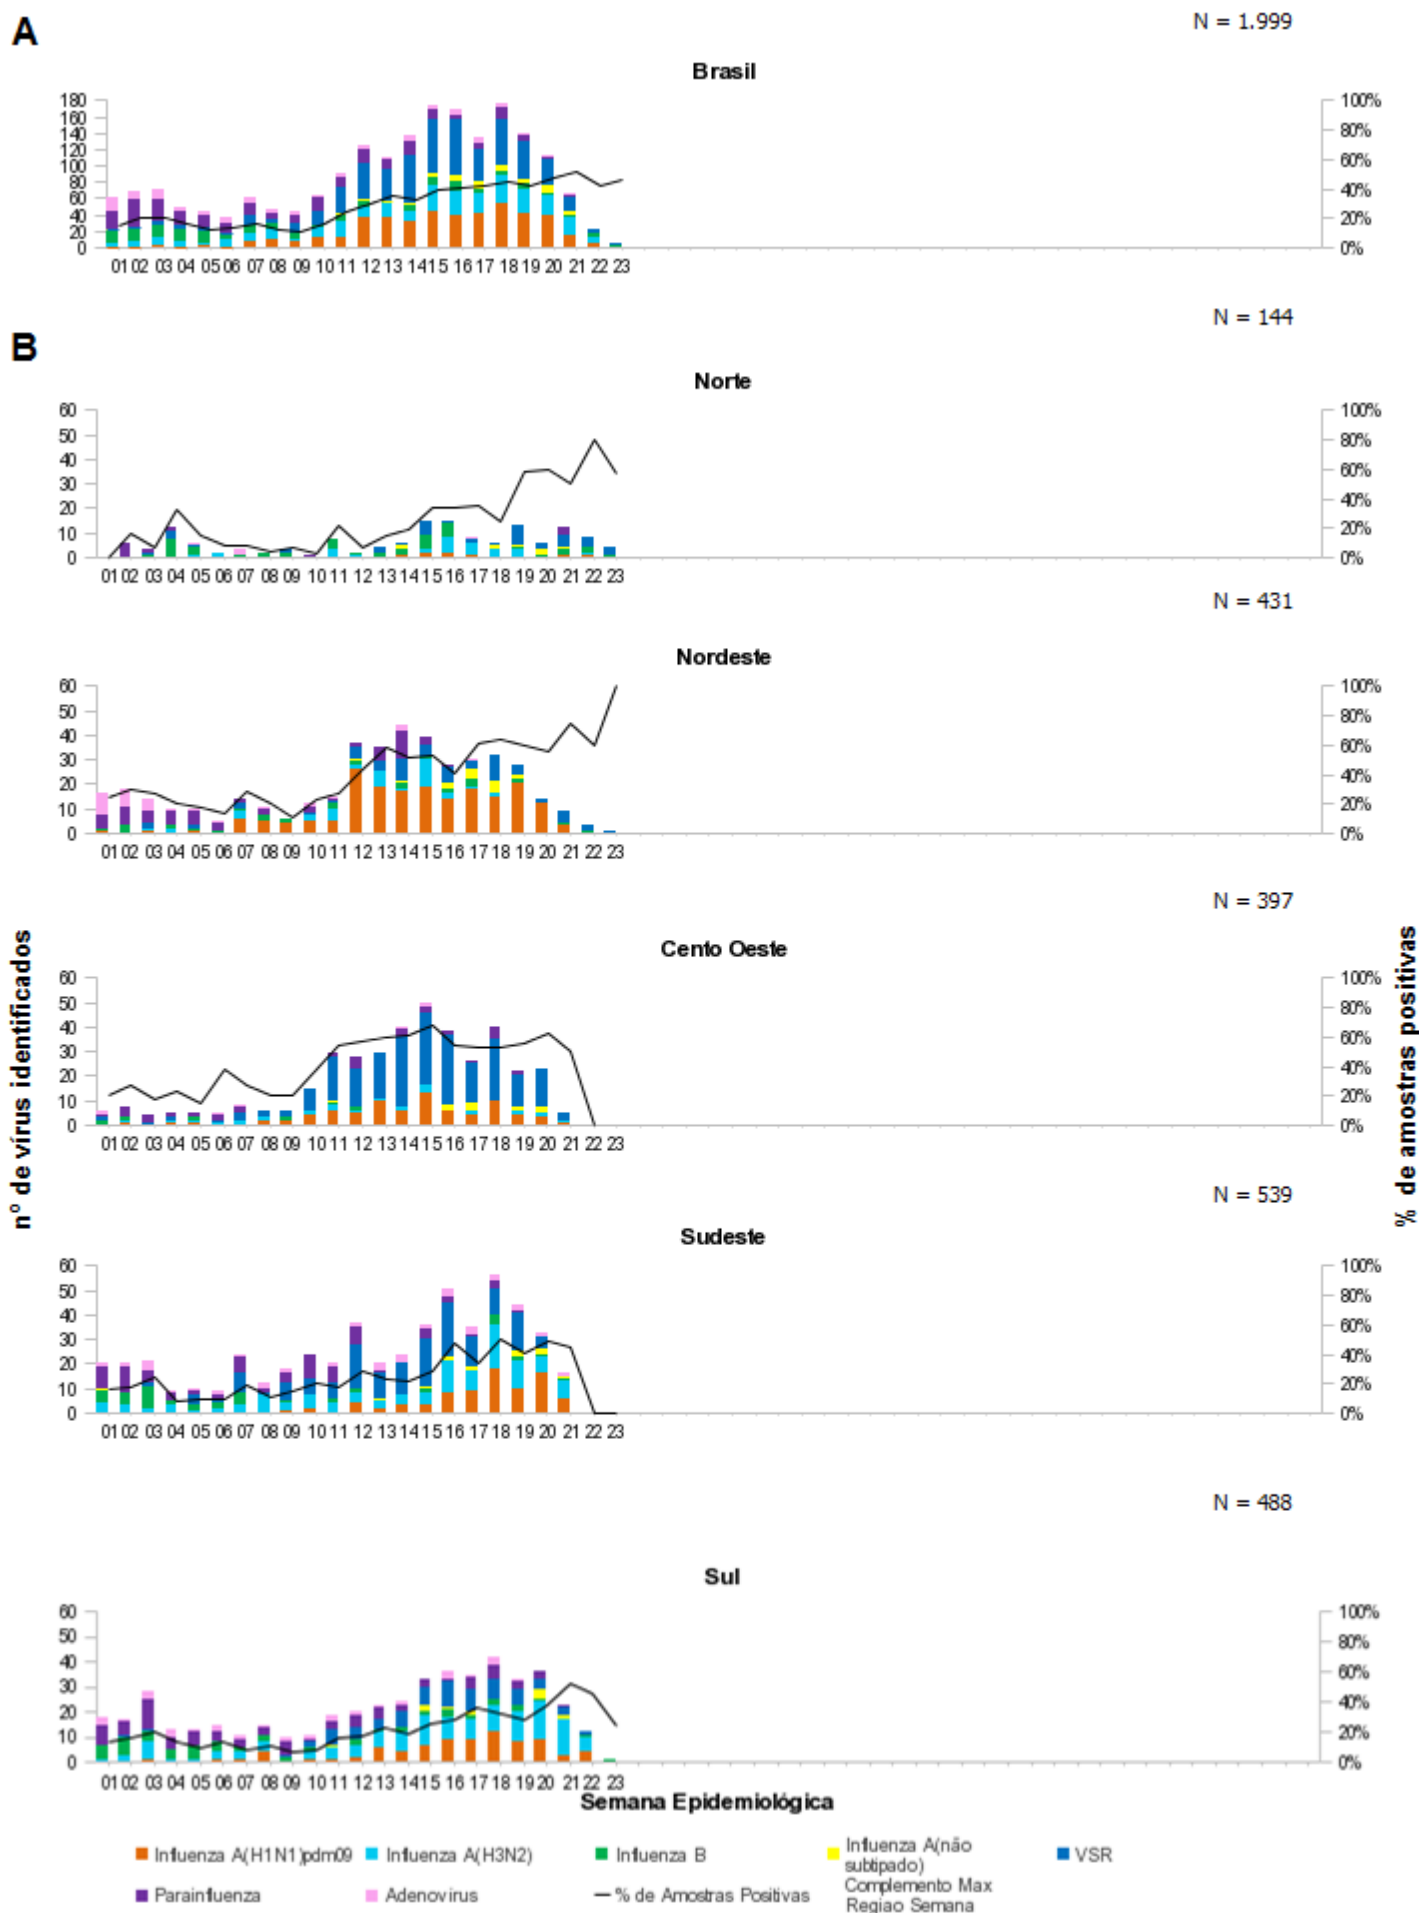 A
N = 1.999
Brasil
180
160
140
120
100
80
60
40
20
0
100%
80%
60%
40%
20%
0%
01 02 03 04 05 06 07 08 09 10 11 12 13 14 15 16 17 18 19 20 21 22 23
N = 144
B
Norte
60
50
40
30
20
10
0
100%
80%
60%
40%
20%
0%
01 02 03 04 05 06 07 08 09 10 11 12 13 14 15 16 17 18 19 20 21 22 23
N = 431
Nordeste
60
50
40
30
20
10
0
100%
80%
60%
40%
20%
0%
01 02 03 04 05 06 07 08 09 10 11 12 13 14 15 16 17 18 19 20 21 22 23
N = 397
Cento Oeste
60
50
40
30
20
10
0
100%
80%
60%
40%
20%
0%
01 02 03 04 05 06 07 08 09 10 11 12 13 14 15 16 17 18 19 20 21 22 23
nº de vírus identificados
% de amostras positivas
N = 539
Sudeste
60
50
40
30
20
10
0
100%
80%
60%
40%
20%
0%
01 02 03 04 05 06 07 08 09 10 11 12 13 14 15 16 17 18 19 20 21 22 23
N = 488
Sul
60
50
40
30
20
10
0
100%
80%
60%
40%
20%
0%
01 02 03 04 05 06 07 08 09 10 11 12 13 14 15 16 17 18 19 20 21 22 23
Semana Epidemiológica
Influenza A(H1N1)pdm09
Influenza A(H3N2)
Influenza B
Influenza A(não
subtipado)
VSR
Parainfluenza
Adenovírus
% de Amostras Positivas
Complemento Max
Regiao Semana